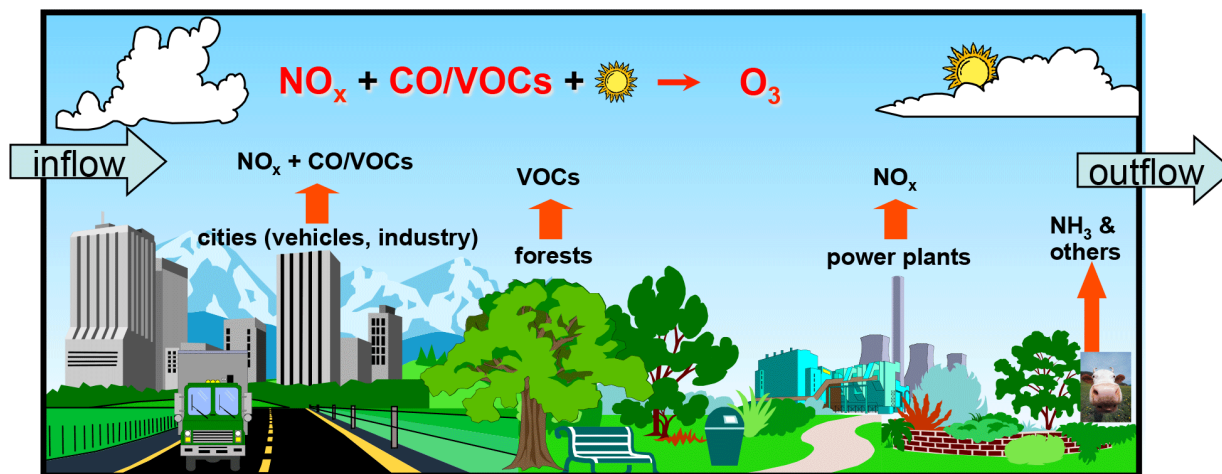 NOₓ + CO/VOCs + → O₃
inflow
NOₓ + CO/VOCs
cities (vehicles, industry)
VOCs
forests
NOₓ
power plants
outflow
NH₃ &
others